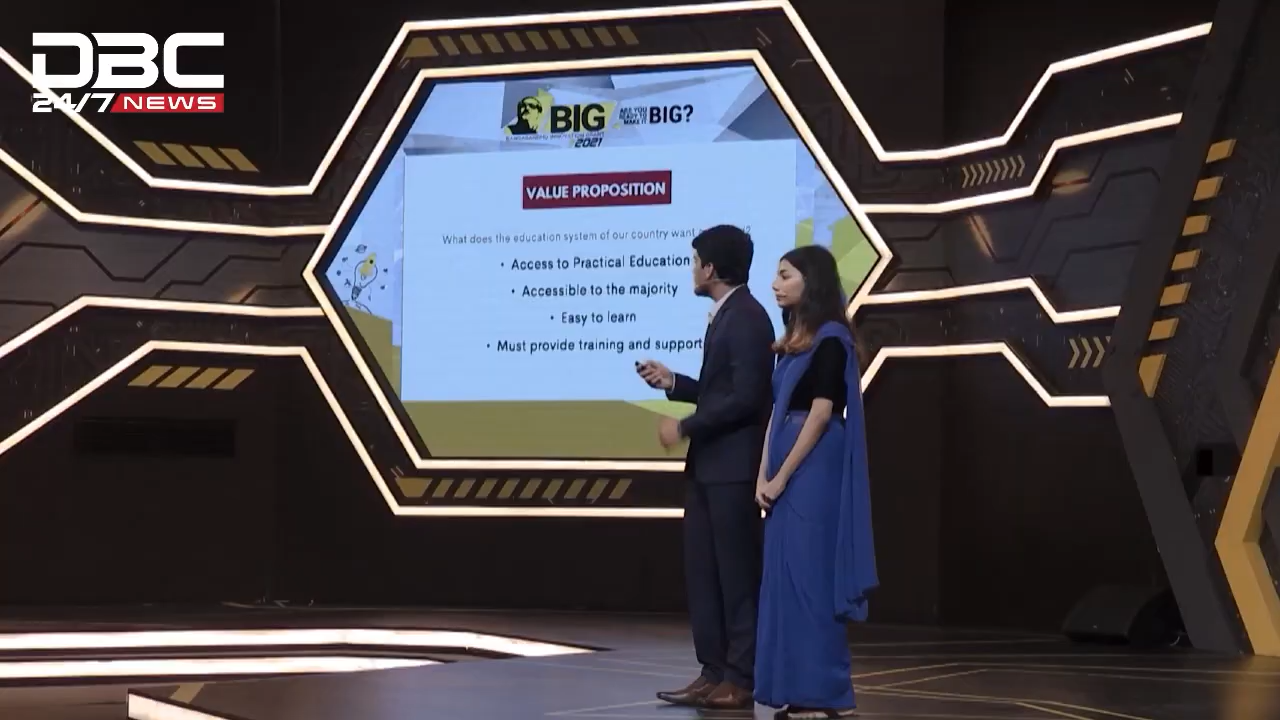 DBC
24/7 NEWS
BIG
ARE YOU
READY TO
MAKE IT
BIG?
2021
VALUE PROPOSITION
What does the education system of our country want
Access to Practical Education
Accessible to the majority
Easy to learn
Must provide training and support